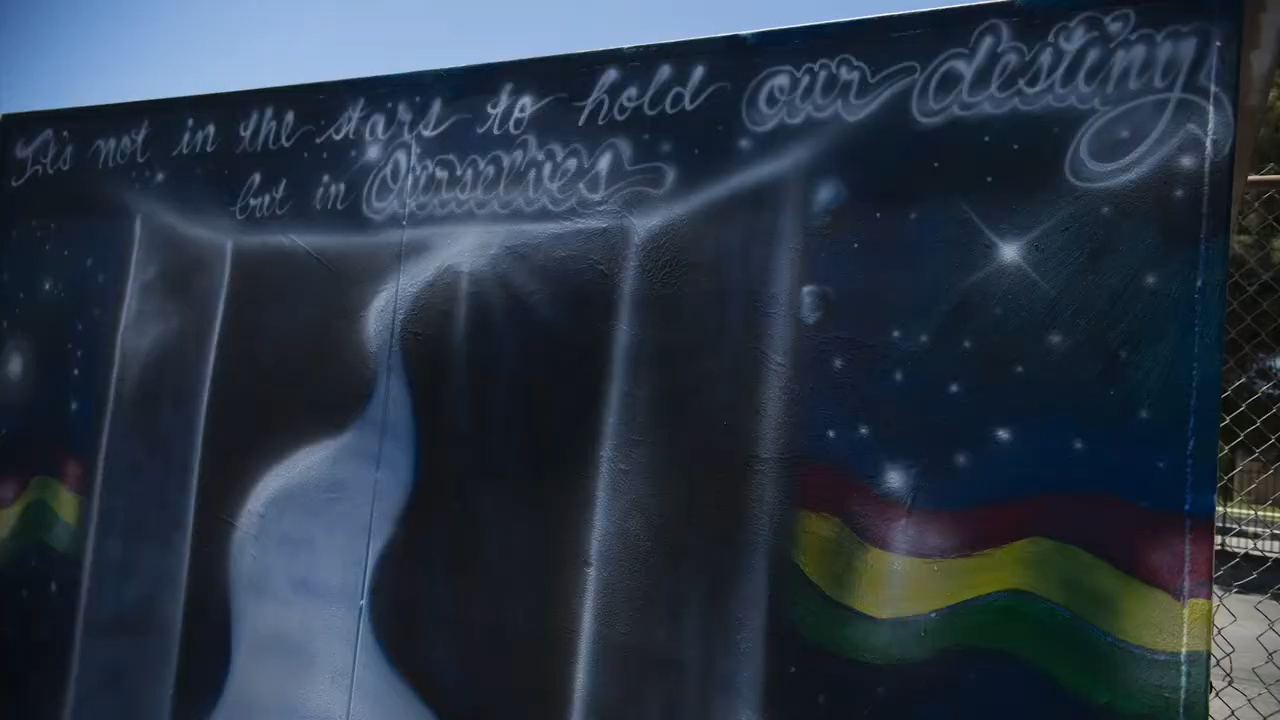 It's not in the stars to hold our destiny
but in Ourselves